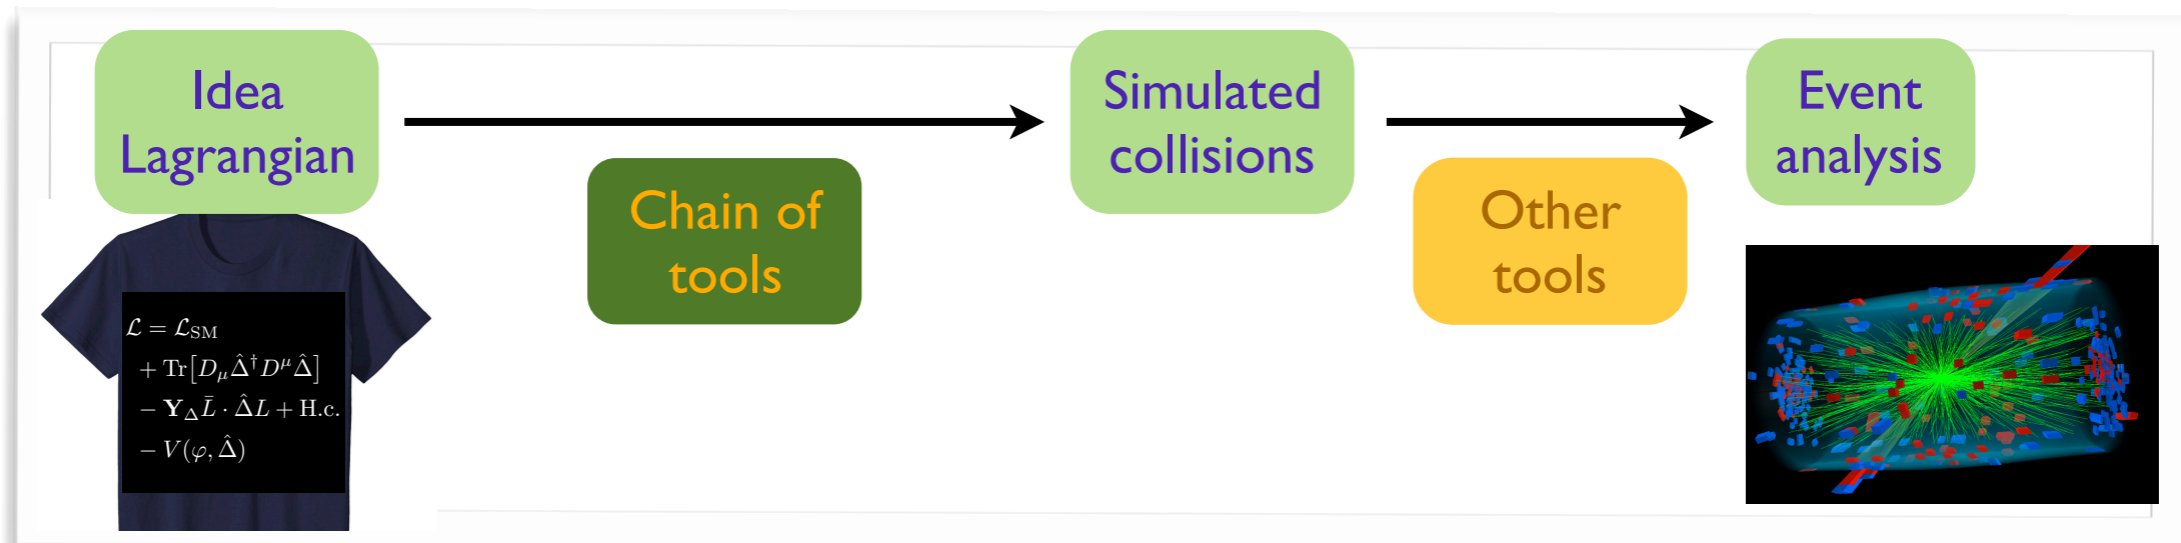 Idea
Lagrangian
Chain of
tools
Simulated
collisions
Other
tools
Event
analysis
ℒ = ℒ_SM
+ Tr[D_μ Δ̂^† D^μ Δ̂]
− 𝐘_Δ L̄ · Δ̂L + H.c.
− V(φ, Δ̂)